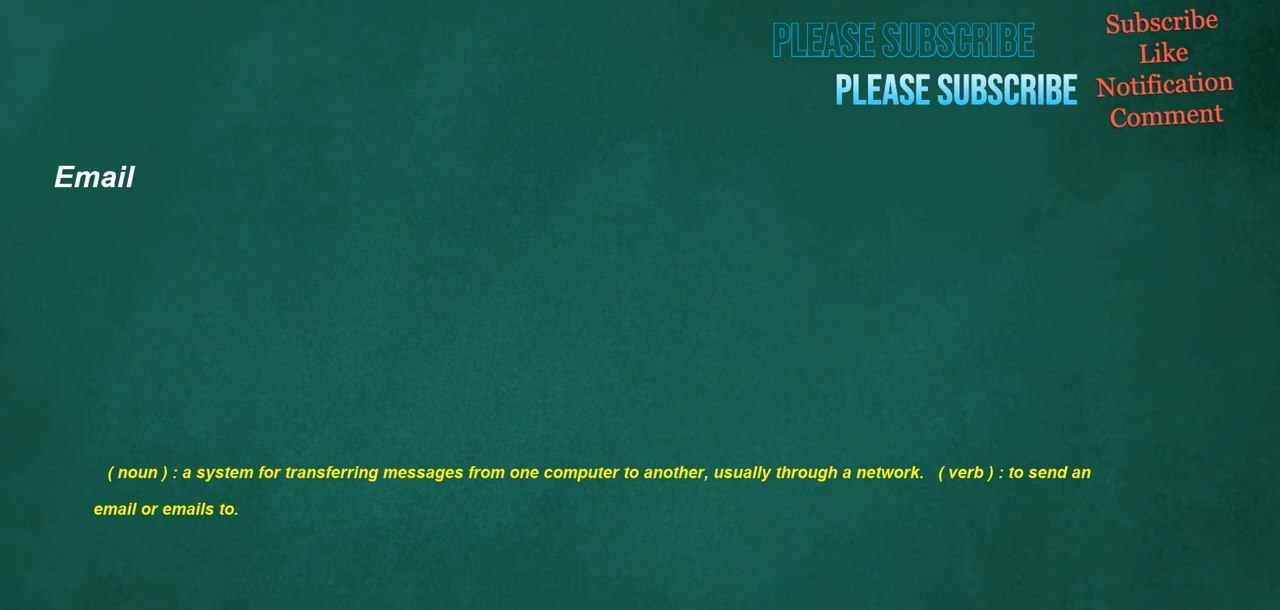 PLEASE SUBSCRIBE
PLEASE SUBSCRIBE
Subscribe
Like
Notification
Comment
Email
( noun ) : a system for transferring messages from one computer to another, usually through a network. ( verb ) : to send an
email or emails to.